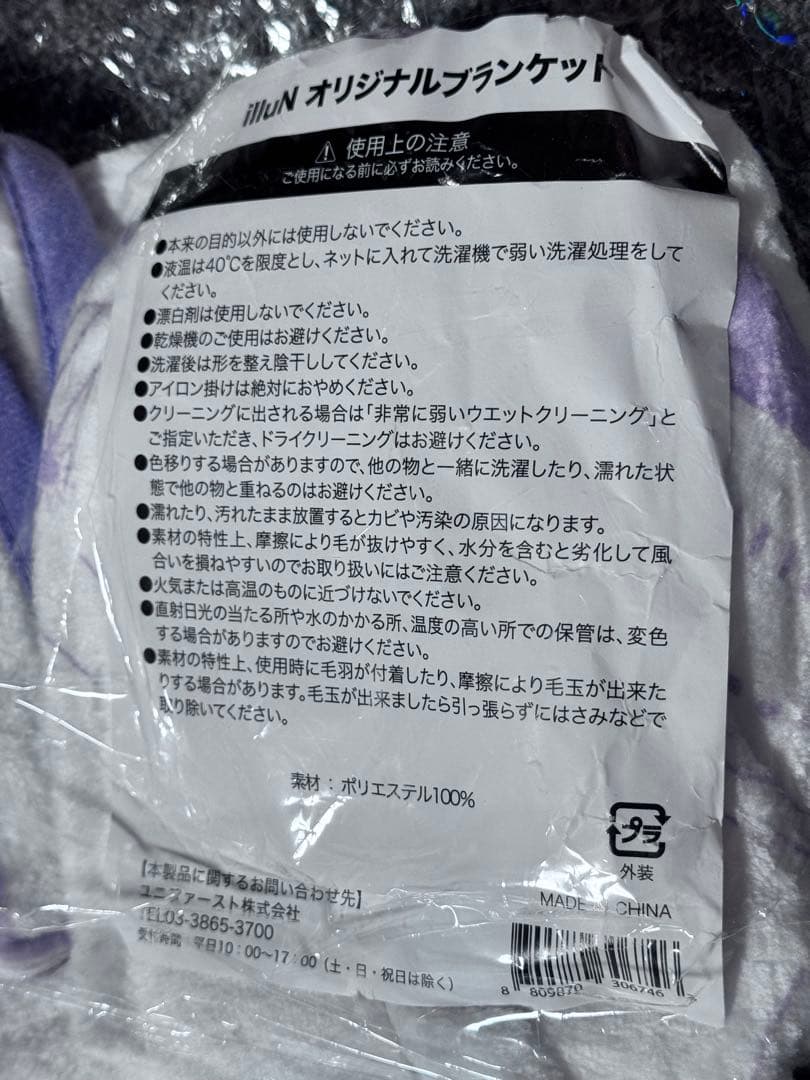 illuN オリジナルブランケット
使用上の注意
ご使用になる前に必ずお読みください。
●本来の目的以外には使用しないでください。
●液温は40℃を限度とし、ネットに入れて洗濯機で弱い洗濯処理をして
ください。
●漂白剤は使用しないでください。
●乾燥機のご使用はお避けください。
●洗濯後は形を整え陰干ししてください。
●アイロン掛けは絶対におやめください。
●クリーニングに出される場合は「非常に弱いウエットクリーニング」と
ご指定いただき、ドライクリーニングはお避けください。
●色移りする場合がありますので、他の物と一緒に洗濯したり、濡れた状
態で他の物と重ねるのはお避けください。
●濡れたり、汚れたまま放置するとカビや汚染の原因になります。
●素材の特性上、摩擦により毛が抜けやすく、水分を含むと劣化して風
合いを損ねやすいのでお取り扱いにはご注意ください。
●火気または高温のものに近づけないでください。
●直射日光の当たる所や水のかかる所、温度の高い所での保管は、変色
する場合がありますのでお避けください。
●素材の特性上、使用時に毛羽が付着したり、摩擦により毛玉が出来た
りする場合があります。毛玉が出来ましたら引っ張らずにはさみなどで
取り除いてください。
素材：ポリエステル100%
プラ
外装
【本製品に関するお問い合わせ先】
ユニファースト株式会社
TEL03-3865-3700
受付時間：平日10：00〜17：00（土・日・祝日は除く）
MADE IN CHINA
8 809870 306746